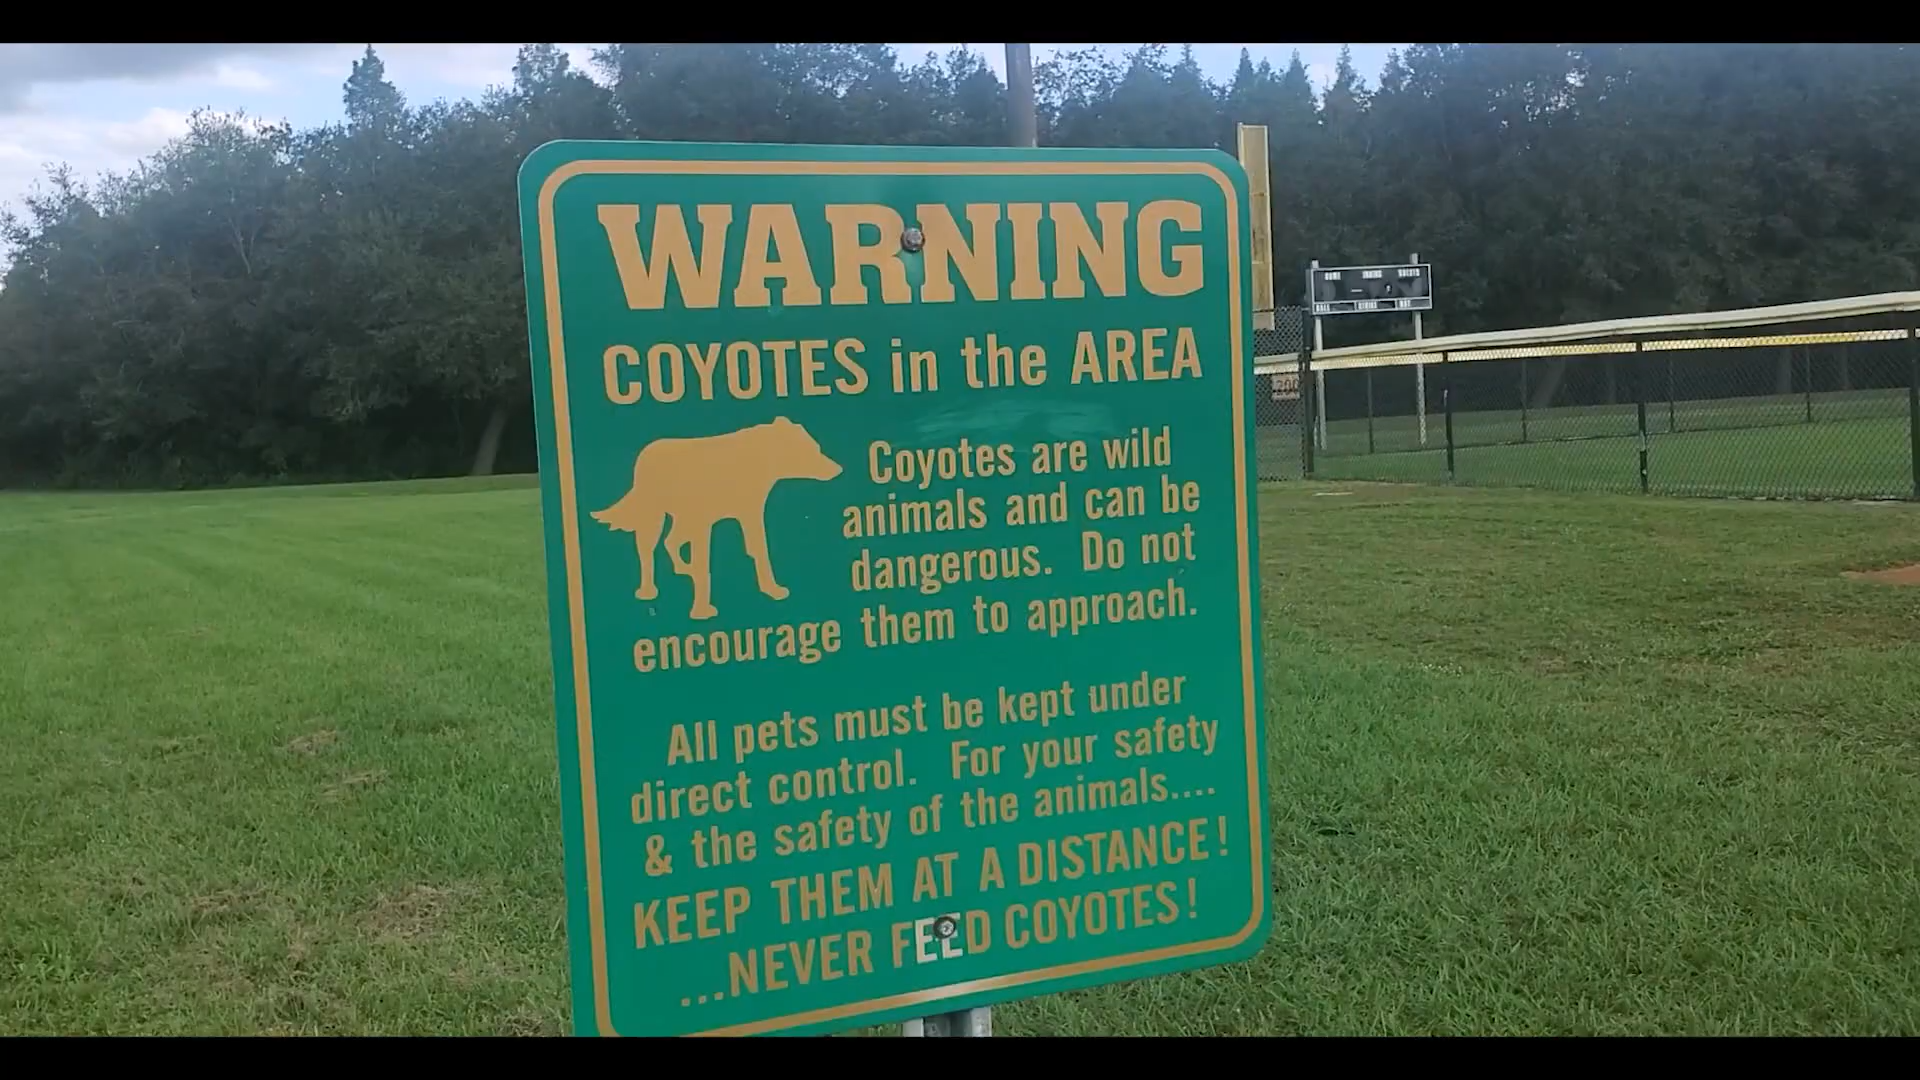 WARNING
COYOTES in the AREA
Coyotes are wild
animals and can be
dangerous. Do not
encourage them to approach.
All pets must be kept under
direct control. For your safety
& the safety of the animals....
KEEP THEM AT A DISTANCE!
...NEVER FEED COYOTES!
200